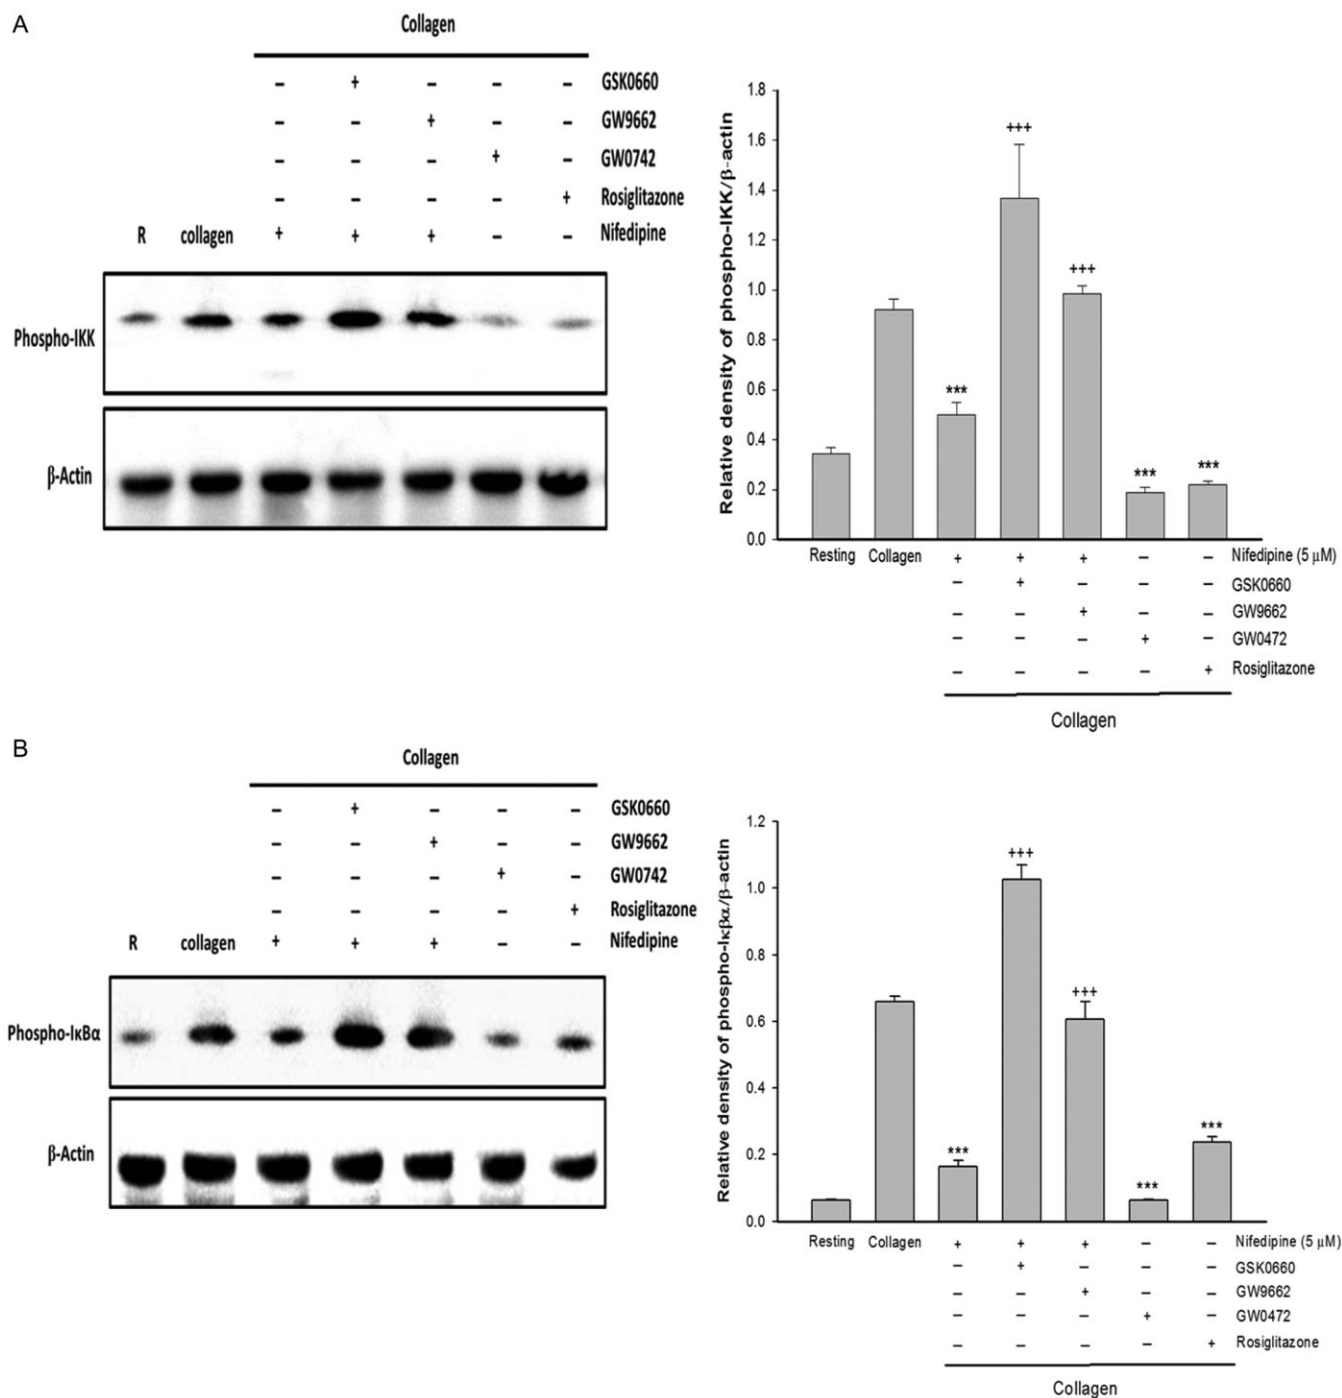 A
Collagen
– + – – – GSK0660
– – + – – GW9662
– – – + – GW0742
– – – – + Rosiglitazone
R collagen + + + – – Nifedipine
Phospho-IKK
β-Actin
Relative density of phospho-IKK/β-actin
1.8
1.6
1.4
1.2
1.0
0.8
0.6
0.4
0.2
0.0
*** +++ +++ *** ***
Resting Collagen + + + – – Nifedipine (5 μM)
– + – – – GSK0660
– – + – – GW9662
– – – + – GW0472
– – – – + Rosiglitazone
Collagen
B
Collagen
– + – – – GSK0660
– – + – – GW9662
– – – + – GW0742
– – – – + Rosiglitazone
R collagen + + + – – Nifedipine
Phospho-IκBα
β-Actin
Relative density of phospho-Iκβα/β-actin
1.2
1.0
0.8
0.6
0.4
0.2
0.0
*** +++ +++ *** ***
Resting Collagen + + + – – Nifedipine (5 μM)
– + – – – GSK0660
– – + – – GW9662
– – – + – GW0472
– – – – + Rosiglitazone
Collagen